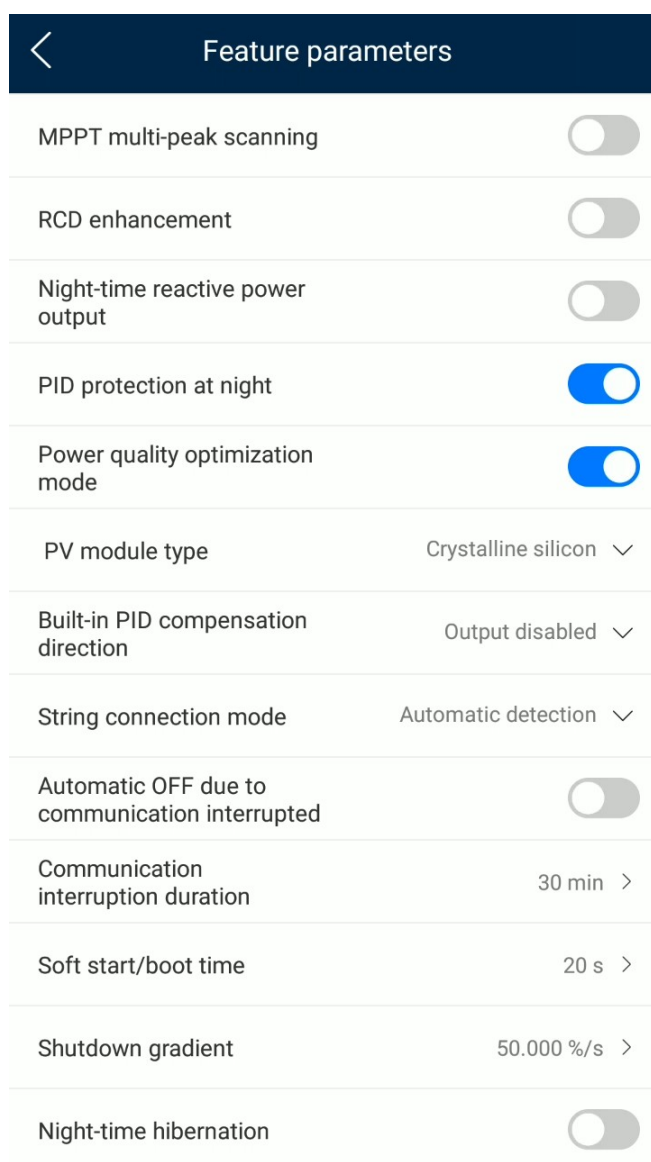 Feature parameters
MPPT multi-peak scanning
RCD enhancement
Night-time reactive power
output
PID protection at night
Power quality optimization
mode
PV module type Crystalline silicon
Built-in PID compensation
direction
Output disabled
String connection mode Automatic detection
Automatic OFF due to
communication interrupted
Communication
interruption duration
30 min
Soft start/boot time 20 s
Shutdown gradient 50.000 %/s
Night-time hibernation